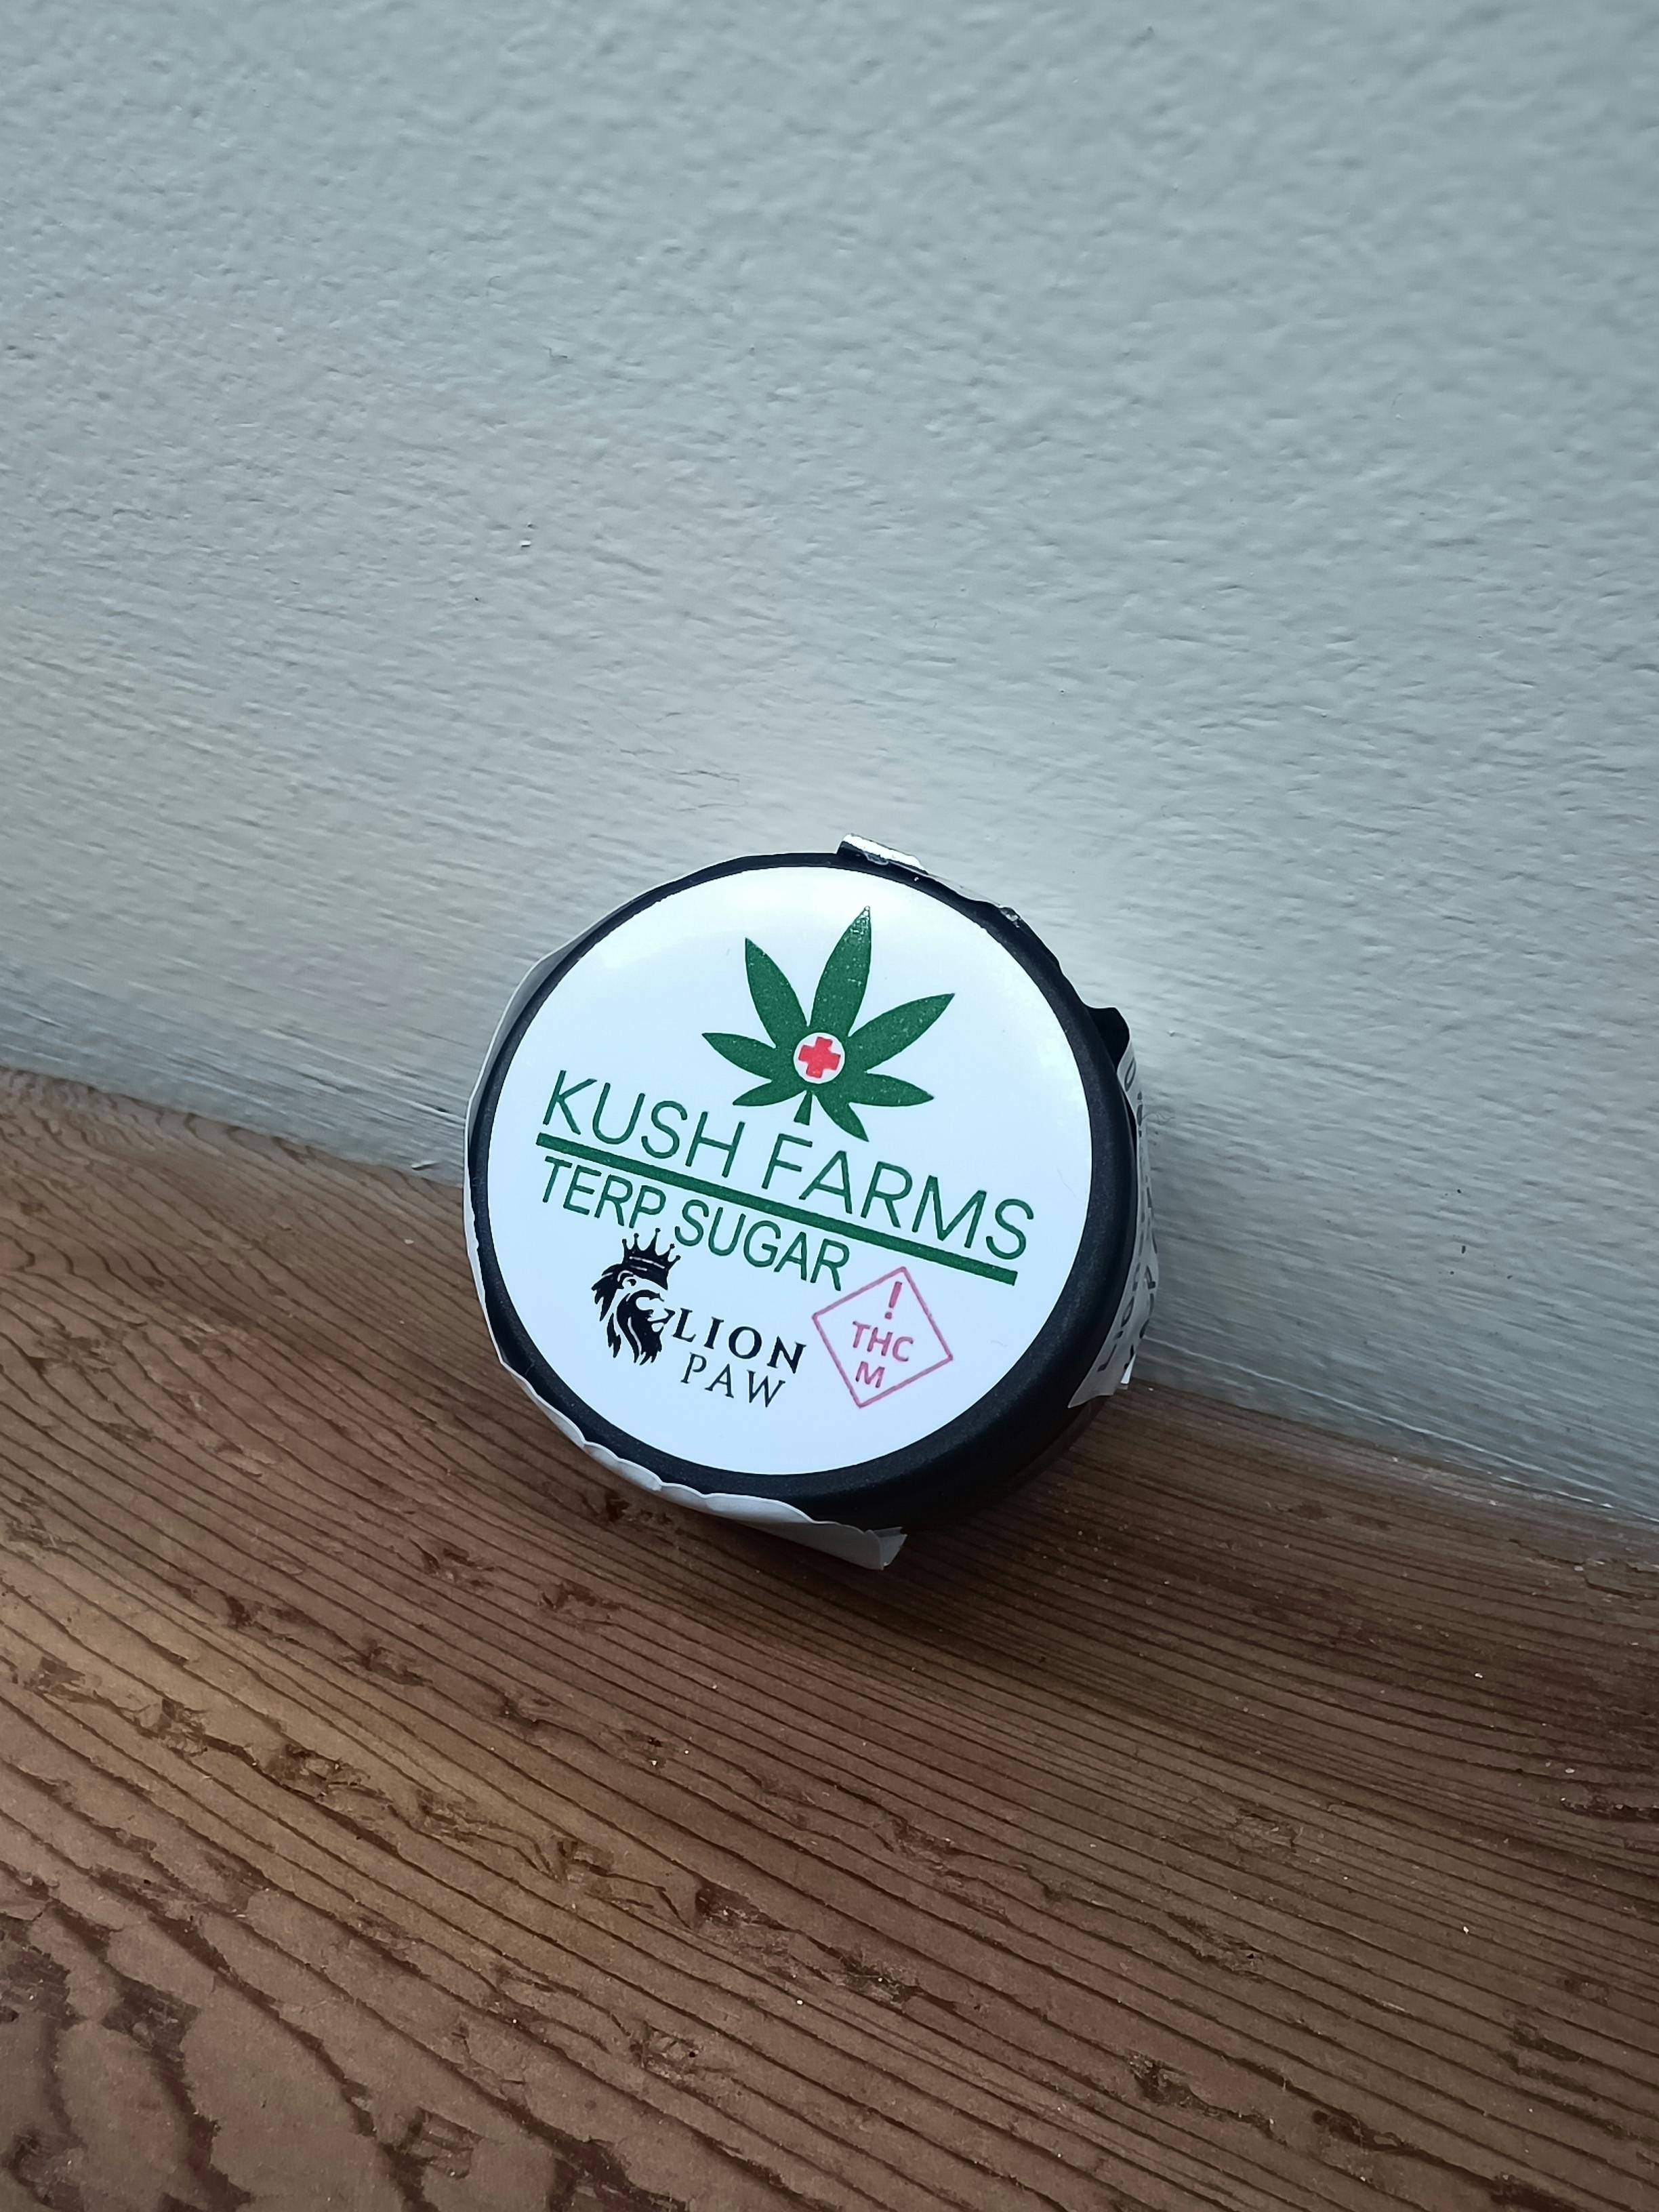 KUSH FARMS
TERP SUGAR
LION
PAW
!
THC
M